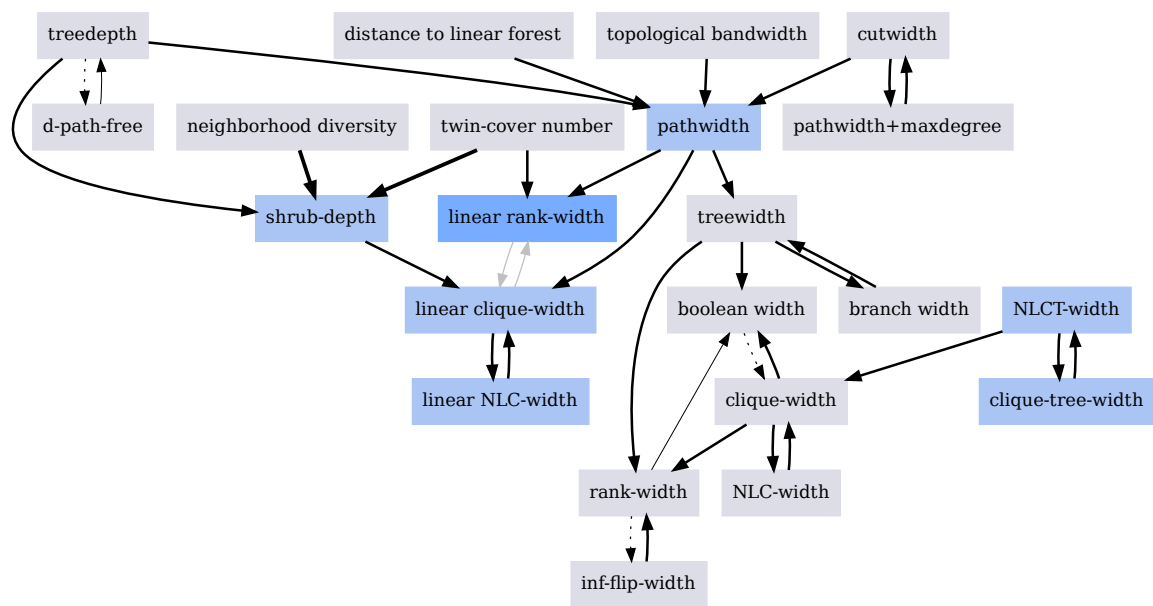 treedepth
distance to linear forest
topological bandwidth
cutwidth
d-path-free
neighborhood diversity
twin-cover number
pathwidth
pathwidth+maxdegree
shrub-depth
linear rank-width
treewidth
linear clique-width
boolean width
branch width
NLCT-width
linear NLC-width
clique-width
clique-tree-width
rank-width
NLC-width
inf-flip-width